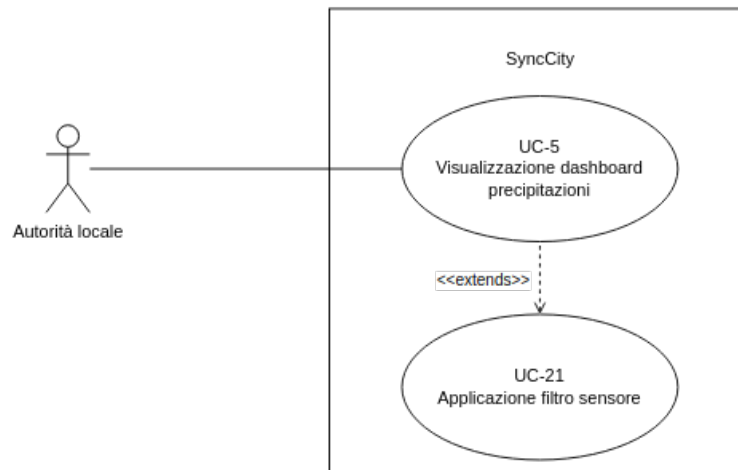 SyncCity
UC-5
Visualizzazione dashboard
precipitazioni
Autorità locale
<<extends>>
UC-21
Applicazione filtro sensore